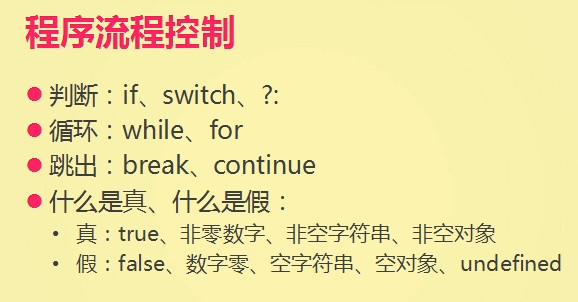 程序流程控制
● 判断：if、switch、?:
● 循环：while、for
● 跳出：break、continue
● 什么是真、什么是假：
• 真：true、非零数字、非空字符串、非空对象
• 假：false、数字零、空字符串、空对象、undefined